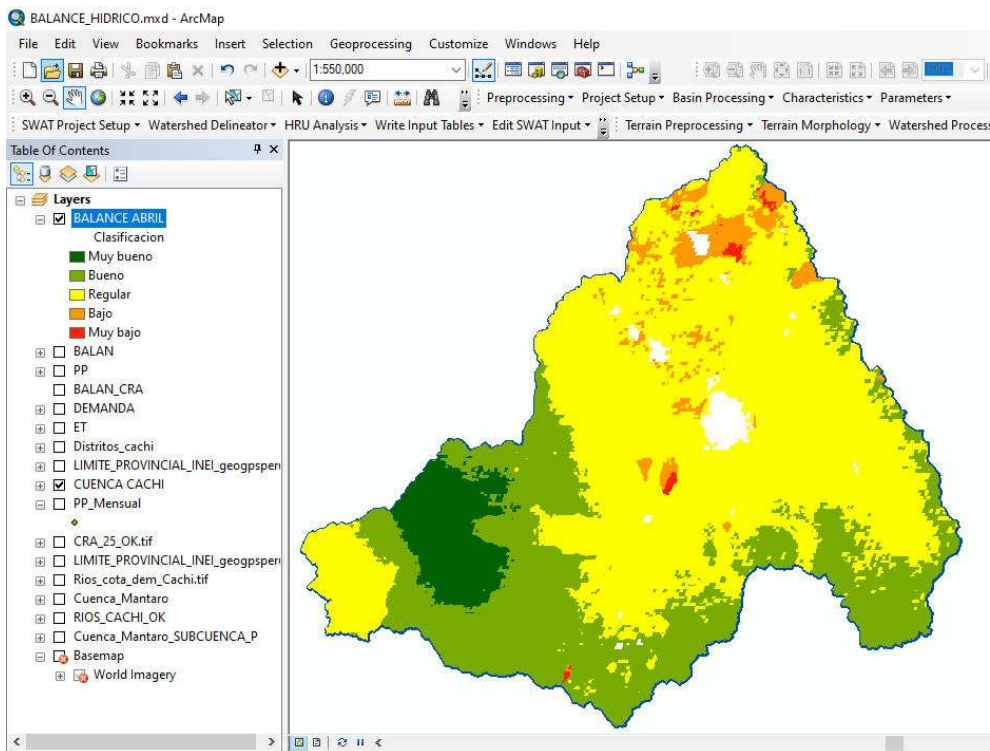 BALANCE_HIDRICO.mxd - ArcMap
File Edit View Bookmarks Insert Selection Geoprocessing Customize Windows Help
1:550,000
Preprocessing Project Setup Basin Processing Characteristics Parameters
SWAT Project Setup Watershed Delineator HRU Analysis Write Input Tables Edit SWAT Input Terrain Preprocessing Terrain Morphology Watershed Process
Table Of Contents
Layers
BALANCE ABRIL
Clasificacion
Muy bueno
Bueno
Regular
Bajo
Muy bajo
BALAN
PP
BALAN_CRA
DEMANDA
ET
Distritos_cachi
LIMITE_PROVINCIAL_INEI_geogpsperu
CUENCA CACHI
PP_Mensual
CRA_25_OK.tif
LIMITE_PROVINCIAL_INEI_geogpsperu
Rios_cota_dem_Cachi.tif
Cuenca_Mantaro
RIOS_CACHI_OK
Cuenca_Mantaro_SUBCUENCA_P
Basemap
World Imagery